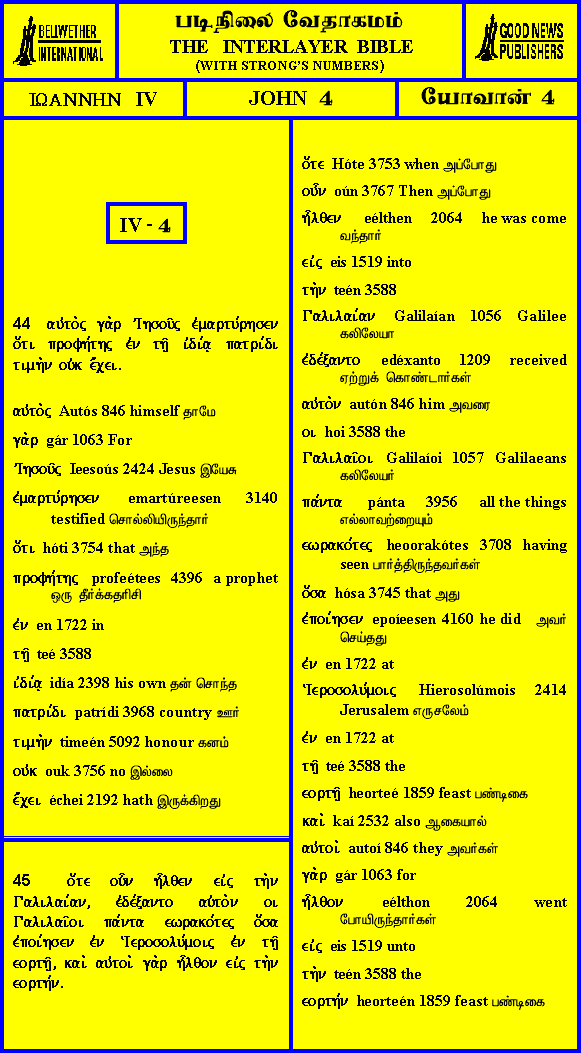 BELLWETHER
INTERNATIONAL
படிநிலை வேதாகமம்
THE INTERLAYER BIBLE
(WITH STRONG'S NUMBERS)
GOOD NEWS
PUBLISHERS
ΙΩΑΝΝΗΝ IV
JOHN 4
யோவான் 4
IV - 4
44 αὐτὸς γὰρ Ἰησοῦς ἐμαρτύρησεν
ὅτι προφήτης ἐν τῇ ἰδίᾳ πατρίδι
τιμὴν οὐκ ἔχει.
αὐτὸς Autós 846 himself தாமே
γὰρ gár 1063 For
Ἰησοῦς Ieesoús 2424 Jesus இயேசு
ἐμαρτύρησεν emartúreesen 3140
testified சொல்லியிருந்தார்
ὅτι hóti 3754 that அந்த
προφήτης profeétees 4396 a prophet
ஒரு தீர்க்கதரிசி
ἐν en 1722 in
τῇ teé 3588
ἰδίᾳ idía 2398 his own தன் சொந்த
πατρίδι patrídi 3968 country ஊர்
τιμὴν timeén 5092 honour கனம்
οὐκ ouk 3756 no இல்லை
ἔχει échei 2192 hath இருக்கிறது
45 ὅτε οὖν ἦλθεν εἰς τὴν
Γαλιλαίαν, ἐδέξαντο αὐτὸν οι
Γαλιλαῖοι πάντα εωρακότες ὅσα
ἐποίησεν ἐν Ἱεροσολύμοις ἐν τῇ
εορτῇ, καὶ αὐτοὶ γὰρ ἦλθον εἰς τὴν
εορτήν.
ὅτε Hóte 3753 when அப்போது
οὖν oún 3767 Then அப்போது
ἦλθεν eélthen 2064 he was come
வந்தார்
εἰς eis 1519 into
τὴν teén 3588
Γαλιλαίαν Galilaían 1056 Galilee
கலிலேயா
ἐδέξαντο edéxanto 1209 received
ஏற்றுக் கொண்டார்கள்
αὐτὸν autón 846 him அவரை
οι hoi 3588 the
Γαλιλαῖοι Galilaíoi 1057 Galilaeans
கலிலேயர்
πάντα pánta 3956 all the things
எல்லாவற்றையும்
εωρακότες heoorakótes 3708 having
seen பார்த்திருந்தவர்கள்
ὅσα hósa 3745 that அது
ἐποίησεν epoíeesen 4160 he did அவர்
செய்தது
ἐν en 1722 at
Ἱεροσολύμοις Hierosolúmois 2414
Jerusalem எருசலேம்
ἐν en 1722 at
τῇ teé 3588 the
εορτῇ heorteé 1859 feast பண்டிகை
καὶ kaí 2532 also ஆகையால்
αὐτοὶ autoí 846 they அவர்கள்
γὰρ gár 1063 for
ἦλθον eélthon 2064 went
போயிருந்தார்கள்
εἰς eis 1519 unto
τὴν teén 3588 the
εορτήν heorteén 1859 feast பண்டிகை